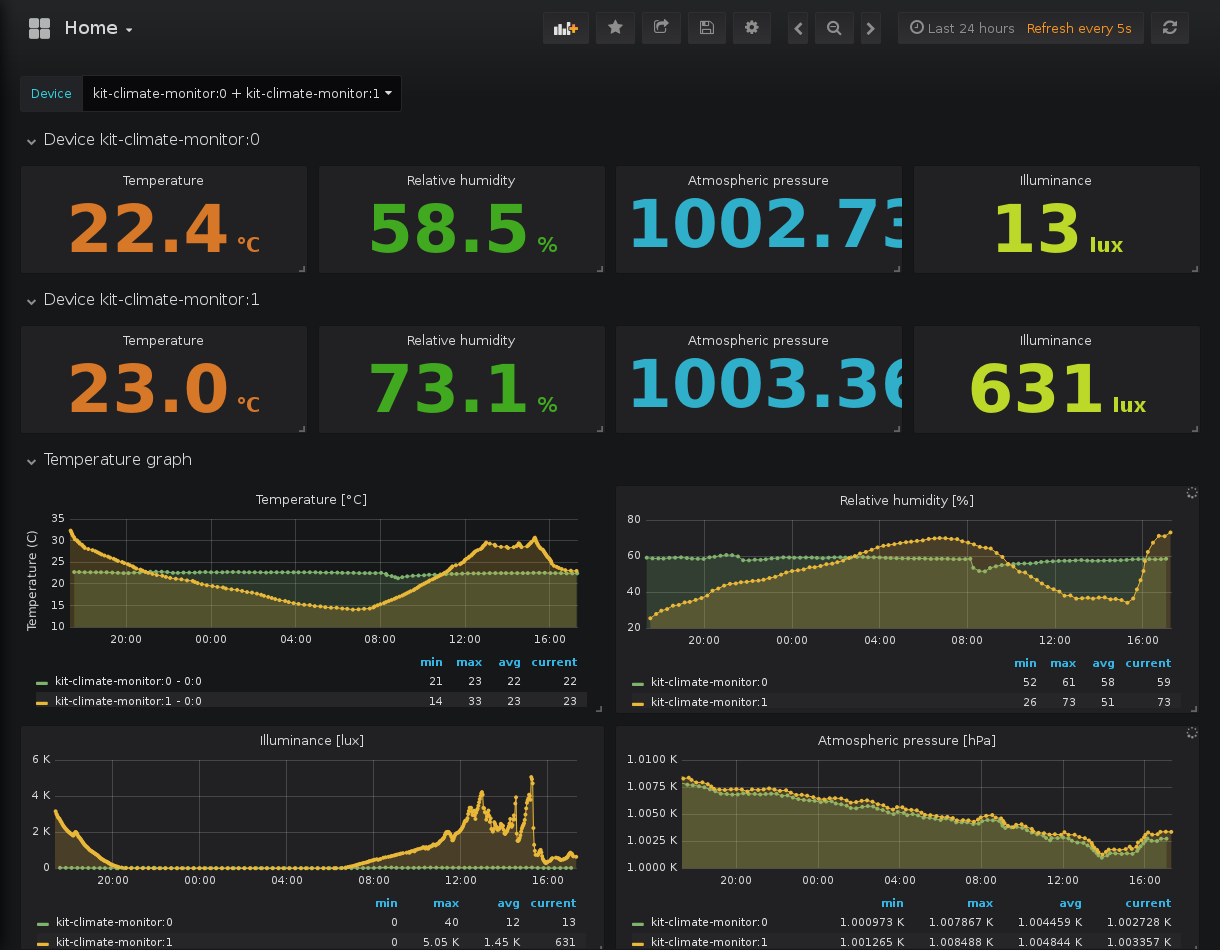 Home
Last 24 hours Refresh every 5s
Device kit-climate-monitor:0 + kit-climate-monitor:1
Device kit-climate-monitor:0
Temperature Relative humidity Atmospheric pressure Illuminance
22.4 °C 58.5 % 1002.73 13 lux
Device kit-climate-monitor:1
Temperature Relative humidity Atmospheric pressure Illuminance
23.0 °C 73.1 % 1003.36 631 lux
Temperature graph
Temperature [°C]
Temperature (C)
35
30
25
20
15
10
20:00 00:00 04:00 08:00 12:00 16:00
min max avg current
kit-climate-monitor:0 - 0:0 21 23 22 22
kit-climate-monitor:1 - 0:0 14 33 23 23
Relative humidity [%]
80
60
40
20
20:00 00:00 04:00 08:00 12:00 16:00
min max avg current
kit-climate-monitor:0 52 61 58 59
kit-climate-monitor:1 26 73 51 73
Illuminance [lux]
6 K
4 K
2 K
0
20:00 00:00 04:00 08:00 12:00 16:00
min max avg current
kit-climate-monitor:0 0 40 12 13
kit-climate-monitor:1 0 5.05 K 1.45 K 631
Atmospheric pressure [hPa]
1.0100 K
1.0075 K
1.0050 K
1.0025 K
1.0000 K
20:00 00:00 04:00 08:00 12:00 16:00
min max avg current
kit-climate-monitor:0 1.000973 K 1.007867 K 1.004459 K 1.002728 K
kit-climate-monitor:1 1.001265 K 1.008488 K 1.004844 K 1.003357 K